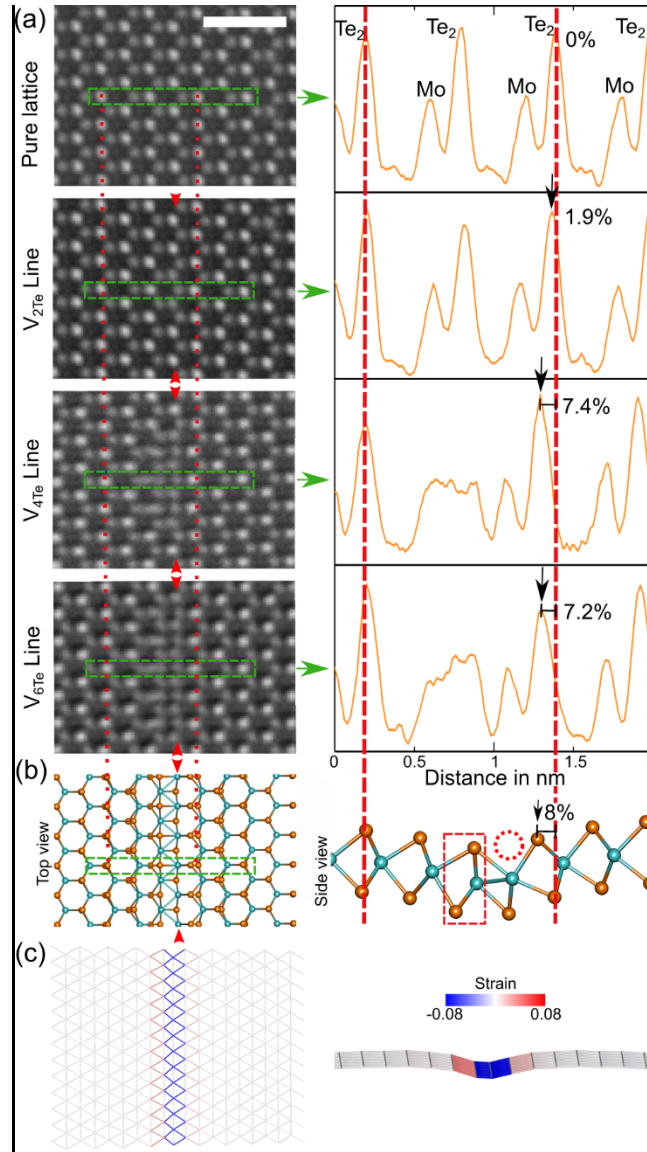 (a)
Pure lattice
Te₂ Te₂ Te₂ Te₂
0%
Mo Mo Mo
V₂Te Line
1.9%
V₄Te Line
7.4%
V₆Te Line
7.2%
0 0.5 1 1.5
Distance in nm
(b)
Top view
Side view
8%
(c)
Strain
-0.08 0.08